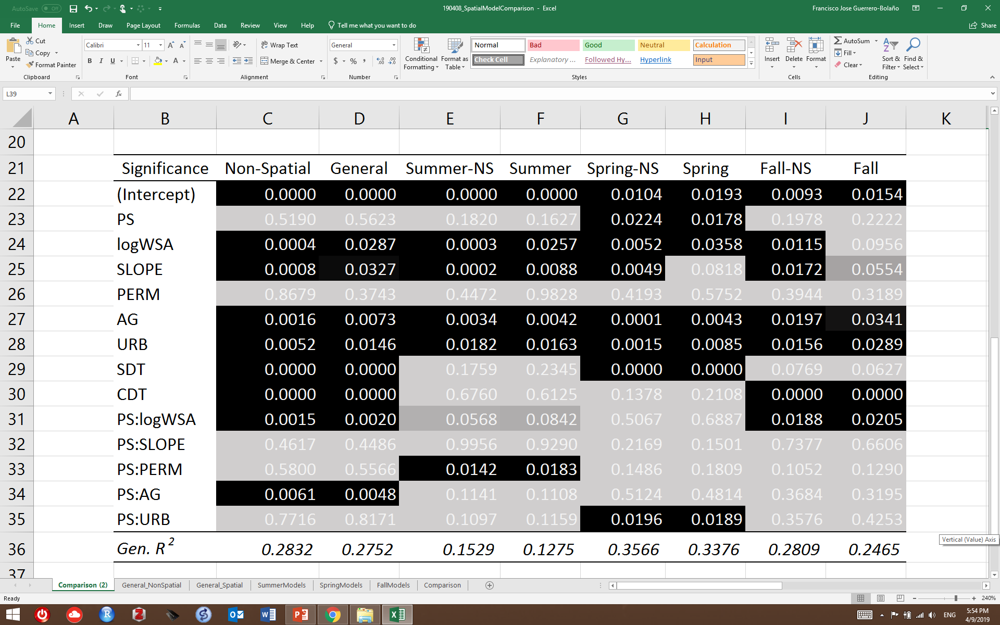 AutoSave Off
190408_SpatialModelComparison - Excel
Francisco Jose Guerrero-Bolaño
File Home Insert Draw Page Layout Formulas Data Review View Help Tell me what you want to do Share
Paste Cut Copy Format Painter
Calibri 11
B I U A
Wrap Text
Merge & Center
General
$ % ,
Conditional Formatting
Format as Table
Normal Bad Good Neutral Calculation
Check Cell Explanatory ... Followed Hy... Hyperlink Input
Insert Delete Format
AutoSum
Fill
Clear
Sort & Filter
Find & Select
Clipboard Font Alignment Number Styles Cells Editing
L39 fx
A B C D E F G H I J K
20
21 Significance Non-Spatial General Summer-NS Summer Spring-NS Spring Fall-NS Fall
22 (Intercept) 0.0000 0.0000 0.0000 0.0000 0.0104 0.0193 0.0093 0.0154
23 PS 0.5190 0.5623 0.1820 0.1627 0.0224 0.0178 0.1978 0.2222
24 logWSA 0.0004 0.0287 0.0003 0.0257 0.0052 0.0358 0.0115 0.0956
25 SLOPE 0.0008 0.0327 0.0002 0.0088 0.0049 0.0818 0.0172 0.0554
26 PERM 0.8679 0.3743 0.4472 0.9828 0.4193 0.5752 0.3944 0.3189
27 AG 0.0016 0.0073 0.0034 0.0042 0.0001 0.0043 0.0197 0.0341
28 URB 0.0052 0.0146 0.0182 0.0163 0.0015 0.0085 0.0156 0.0289
29 SDT 0.0000 0.0000 0.1759 0.2345 0.0000 0.0000 0.0769 0.0627
30 CDT 0.0000 0.0000 0.6760 0.6125 0.1378 0.2108 0.0000 0.0000
31 PS:logWSA 0.0015 0.0020 0.0568 0.0842 0.5067 0.6887 0.0188 0.0205
32 PS:SLOPE 0.4617 0.4486 0.9956 0.9290 0.2169 0.1501 0.7377 0.6606
33 PS:PERM 0.5800 0.5566 0.0142 0.0183 0.1486 0.1809 0.1052 0.1290
34 PS:AG 0.0061 0.0048 0.1141 0.1108 0.5124 0.4814 0.3684 0.3195
35 PS:URB 0.7716 0.8171 0.1097 0.1159 0.0196 0.0189 0.3576 0.4253
36 Gen. R² 0.2832 0.2752 0.1529 0.1275 0.3566 0.3376 0.2809 0.2465
Vertical (Value) Axis
37
Comparison (2) General_NonSpatial General_Spatial SummerModels SpringModels FallModels Comparison
Ready 240%
ENG 5:54 PM
4/9/2019